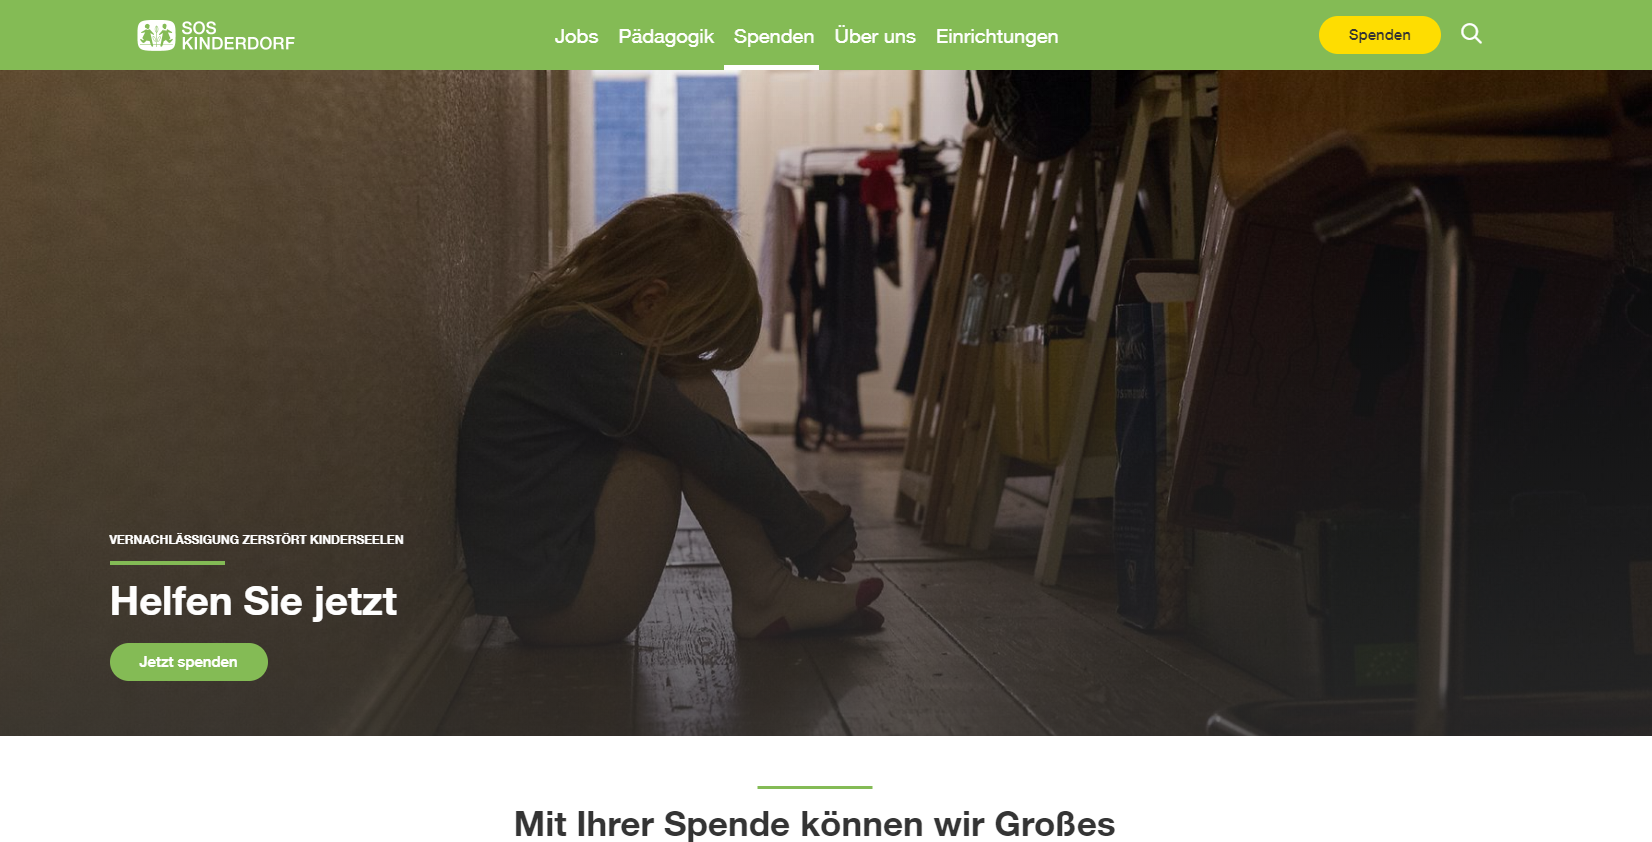 SOS
KINDERDORF
Jobs Pädagogik Spenden Über uns Einrichtungen
Spenden
VERNACHLÄSSIGUNG ZERSTÖRT KINDERSEELEN
Helfen Sie jetzt
Jetzt spenden
Mit Ihrer Spende können wir Großes